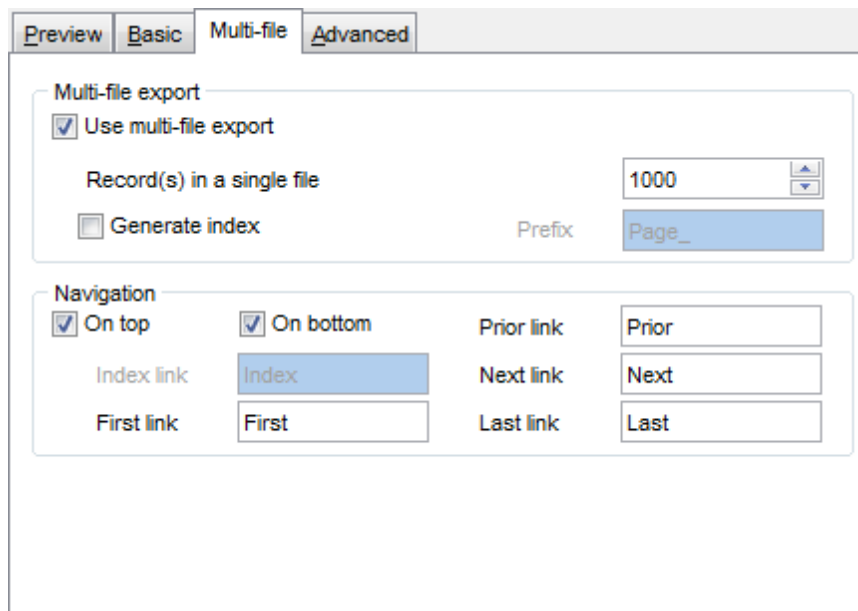 Preview Basic Multi-file Advanced
Multi-file export
Use multi-file export
Record(s) in a single file 1000
Generate index Prefix Page_
Navigation
On top On bottom Prior link Prior
Index link Index Next link Next
First link First Last link Last